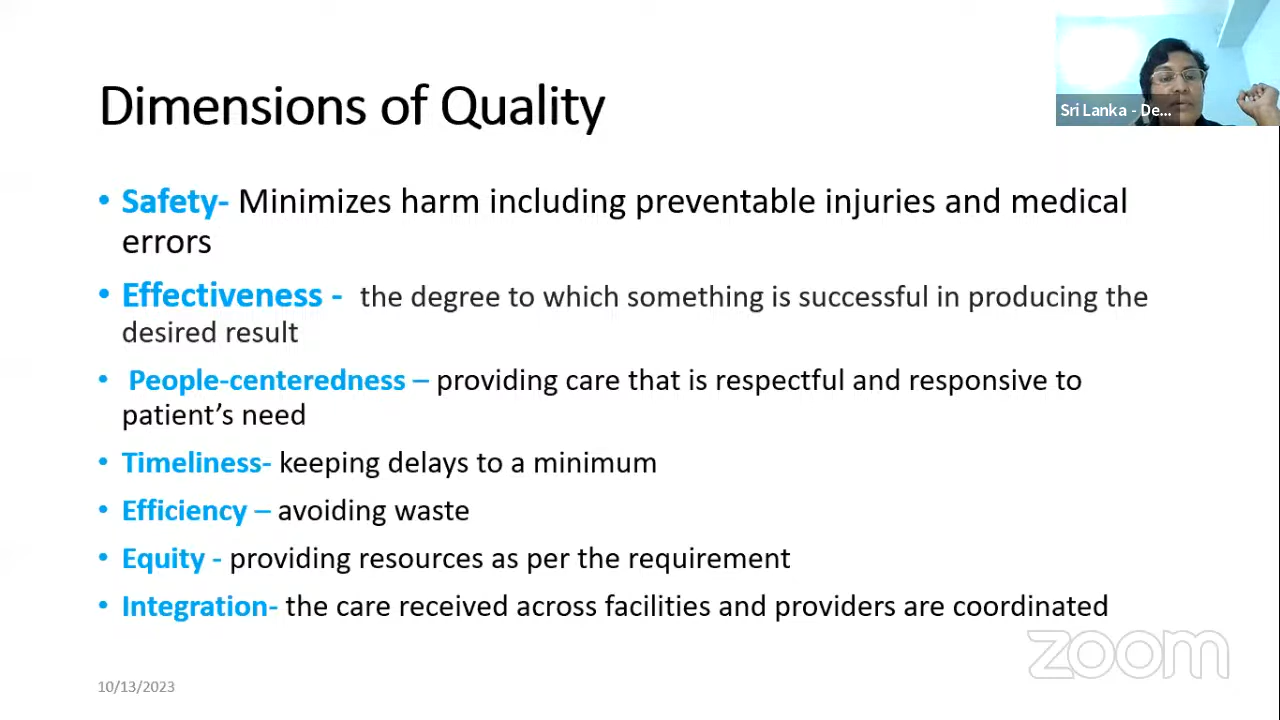 Dimensions of Quality
Sri Lanka - De...
• Safety- Minimizes harm including preventable injuries and medical
errors
• Effectiveness - the degree to which something is successful in producing the
desired result
• People-centeredness – providing care that is respectful and responsive to
patient’s need
• Timeliness- keeping delays to a minimum
• Efficiency – avoiding waste
• Equity - providing resources as per the requirement
• Integration- the care received across facilities and providers are coordinated
zoom
10/13/2023